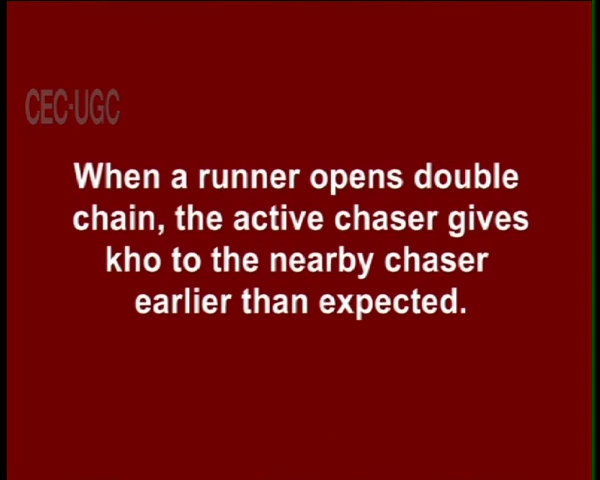 CEC-UGC
When a runner opens double
chain, the active chaser gives
kho to the nearby chaser
earlier than expected.